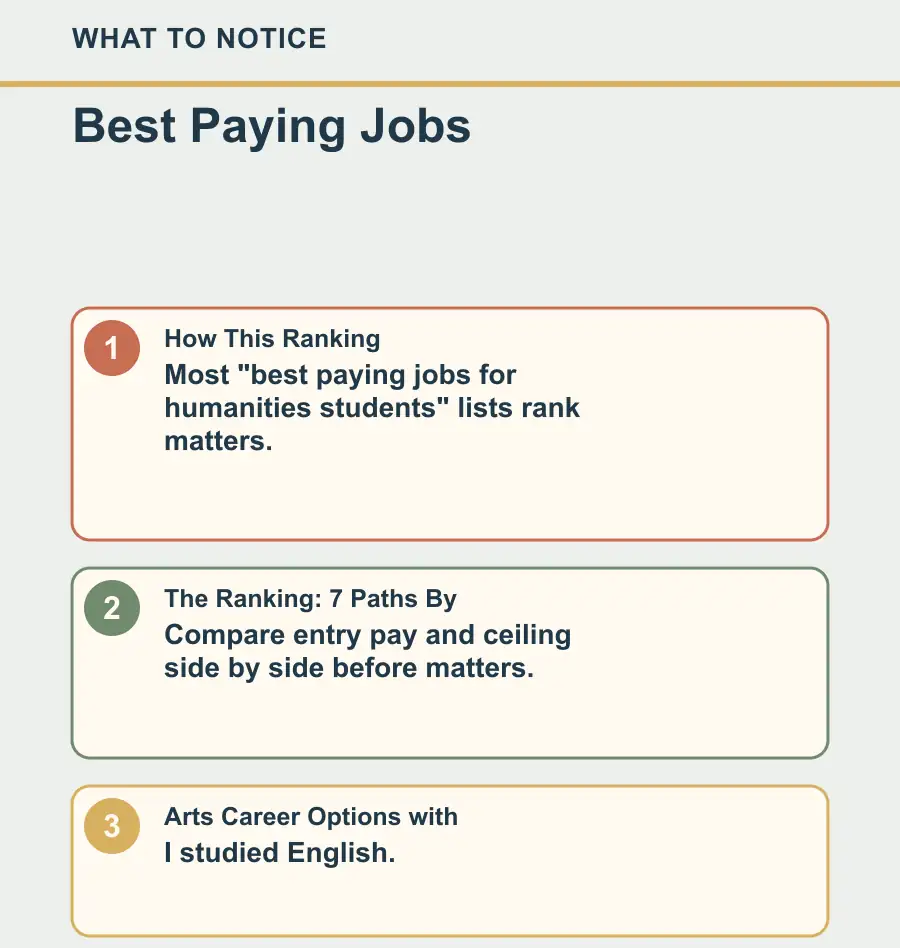 WHAT TO NOTICE
Best Paying Jobs
1
How This Ranking
Most "best paying jobs for
humanities students" lists rank
matters.
2
The Ranking: 7 Paths By
Compare entry pay and ceiling
side by side before matters.
3
Arts Career Options with
I studied English.